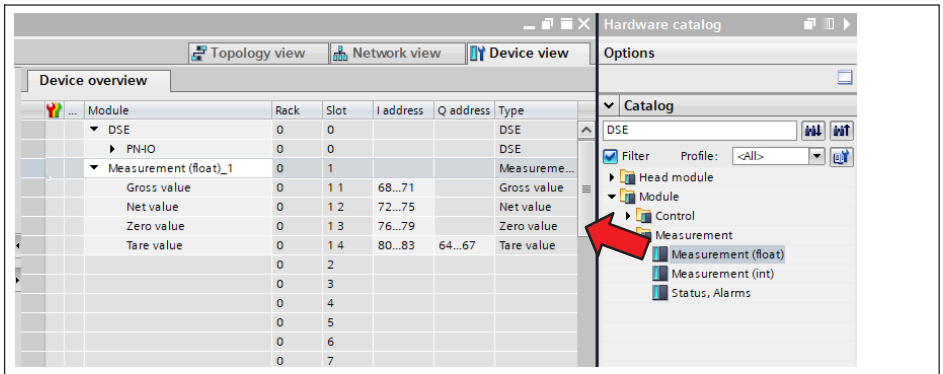 Hardware catalog
Topology view Network view Device view Options
Device overview
... Module Rack Slot I address Q address Type
Catalog
DSE 0 0 DSE
DSE
PN-IO 0 0 DSE
Filter Profile: <All>
Measurement (float)_1 0 1 Measureme...
Head module
Gross value 0 1 1 68...71 Gross value
Module
Net value 0 1 2 72...75 Net value
Control
Zero value 0 1 3 76...79 Zero value
Measurement
Tare value 0 1 4 80...83 64...67 Tare value
Measurement (float)
0 2
Measurement (int)
0 3
Status, Alarms
0 4
0 5
0 6
0 7